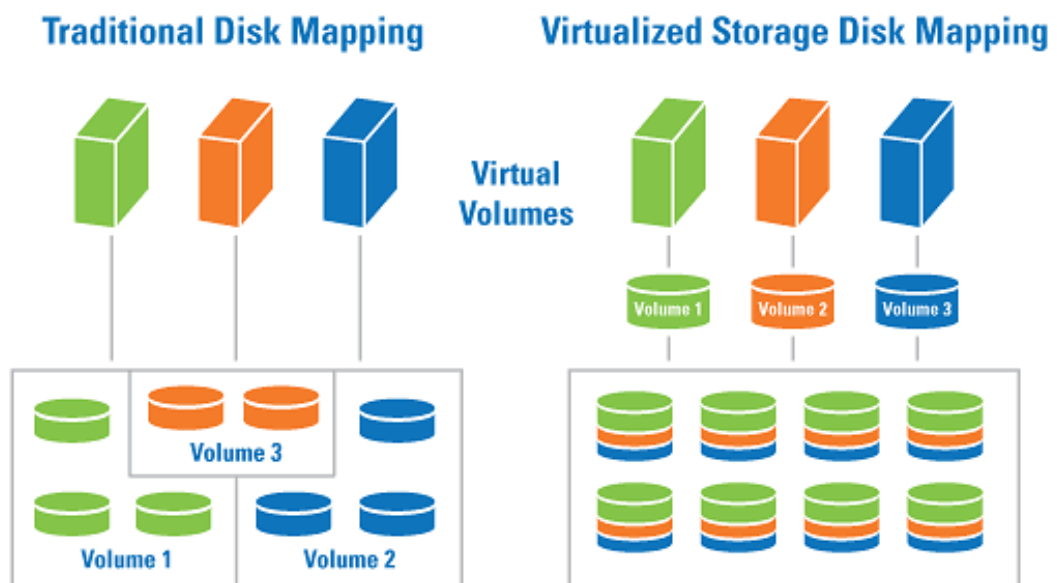 Traditional Disk Mapping
Virtualized Storage Disk Mapping
Virtual
Volumes
Volume 1
Volume 2
Volume 3
Volume 3
Volume 1
Volume 2